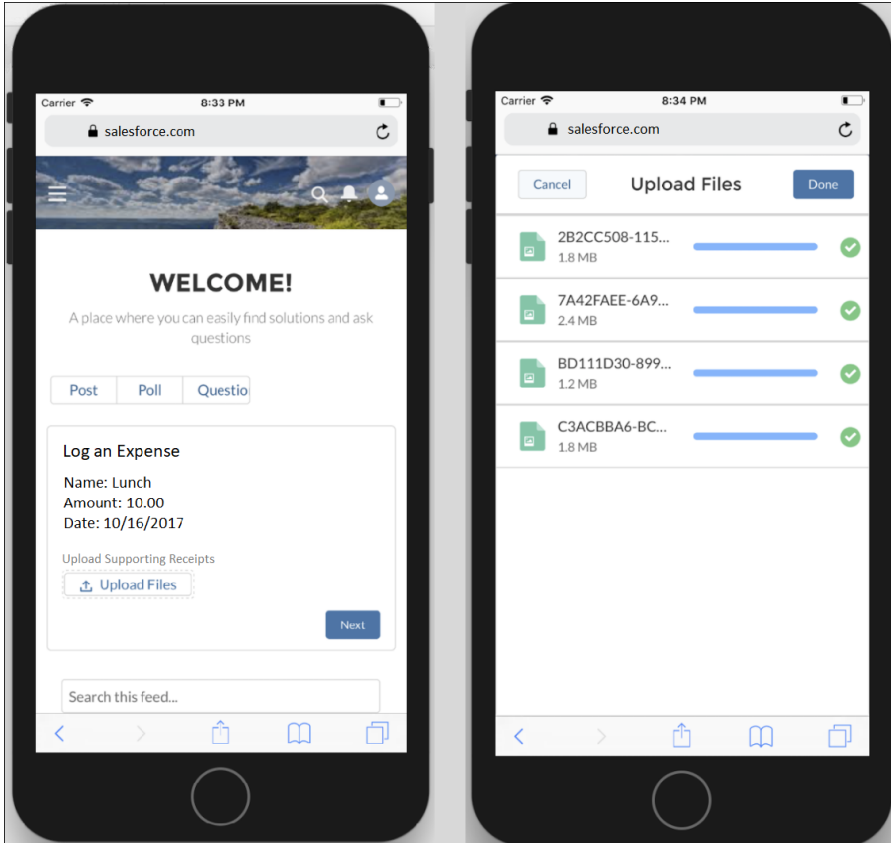 Carrier 8:33 PM
salesforce.com
WELCOME!
A place where you can easily find solutions and ask
questions
Post Poll Questio
Log an Expense
Name: Lunch
Amount: 10.00
Date: 10/16/2017
Upload Supporting Receipts
Upload Files
Next
Search this feed...
Carrier 8:34 PM
salesforce.com
Cancel Upload Files Done
2B2CC508-115...
1.8 MB
7A42FAEE-6A9...
2.4 MB
BD111D30-899...
1.2 MB
C3ACBBA6-BC...
1.8 MB